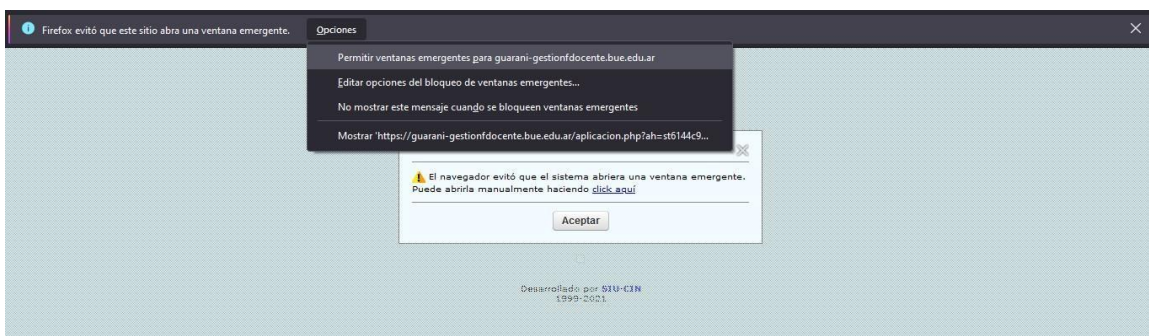 Firefox evitó que este sitio abra una ventana emergente. Opciones
Permitir ventanas emergentes para guarani-gestionfdocente.bue.edu.ar
Editar opciones del bloqueo de ventanas emergentes...
No mostrar este mensaje cuando se bloqueen ventanas emergentes
Mostrar 'https://guarani-gestionfdocente.bue.edu.ar/aplicacion.php?ah=st6144c9...
El navegador evitó que el sistema abriera una ventana emergente.
Puede abrirla manualmente haciendo click aquí
Aceptar
Desarrollado por SIU-CIN
1999-2021